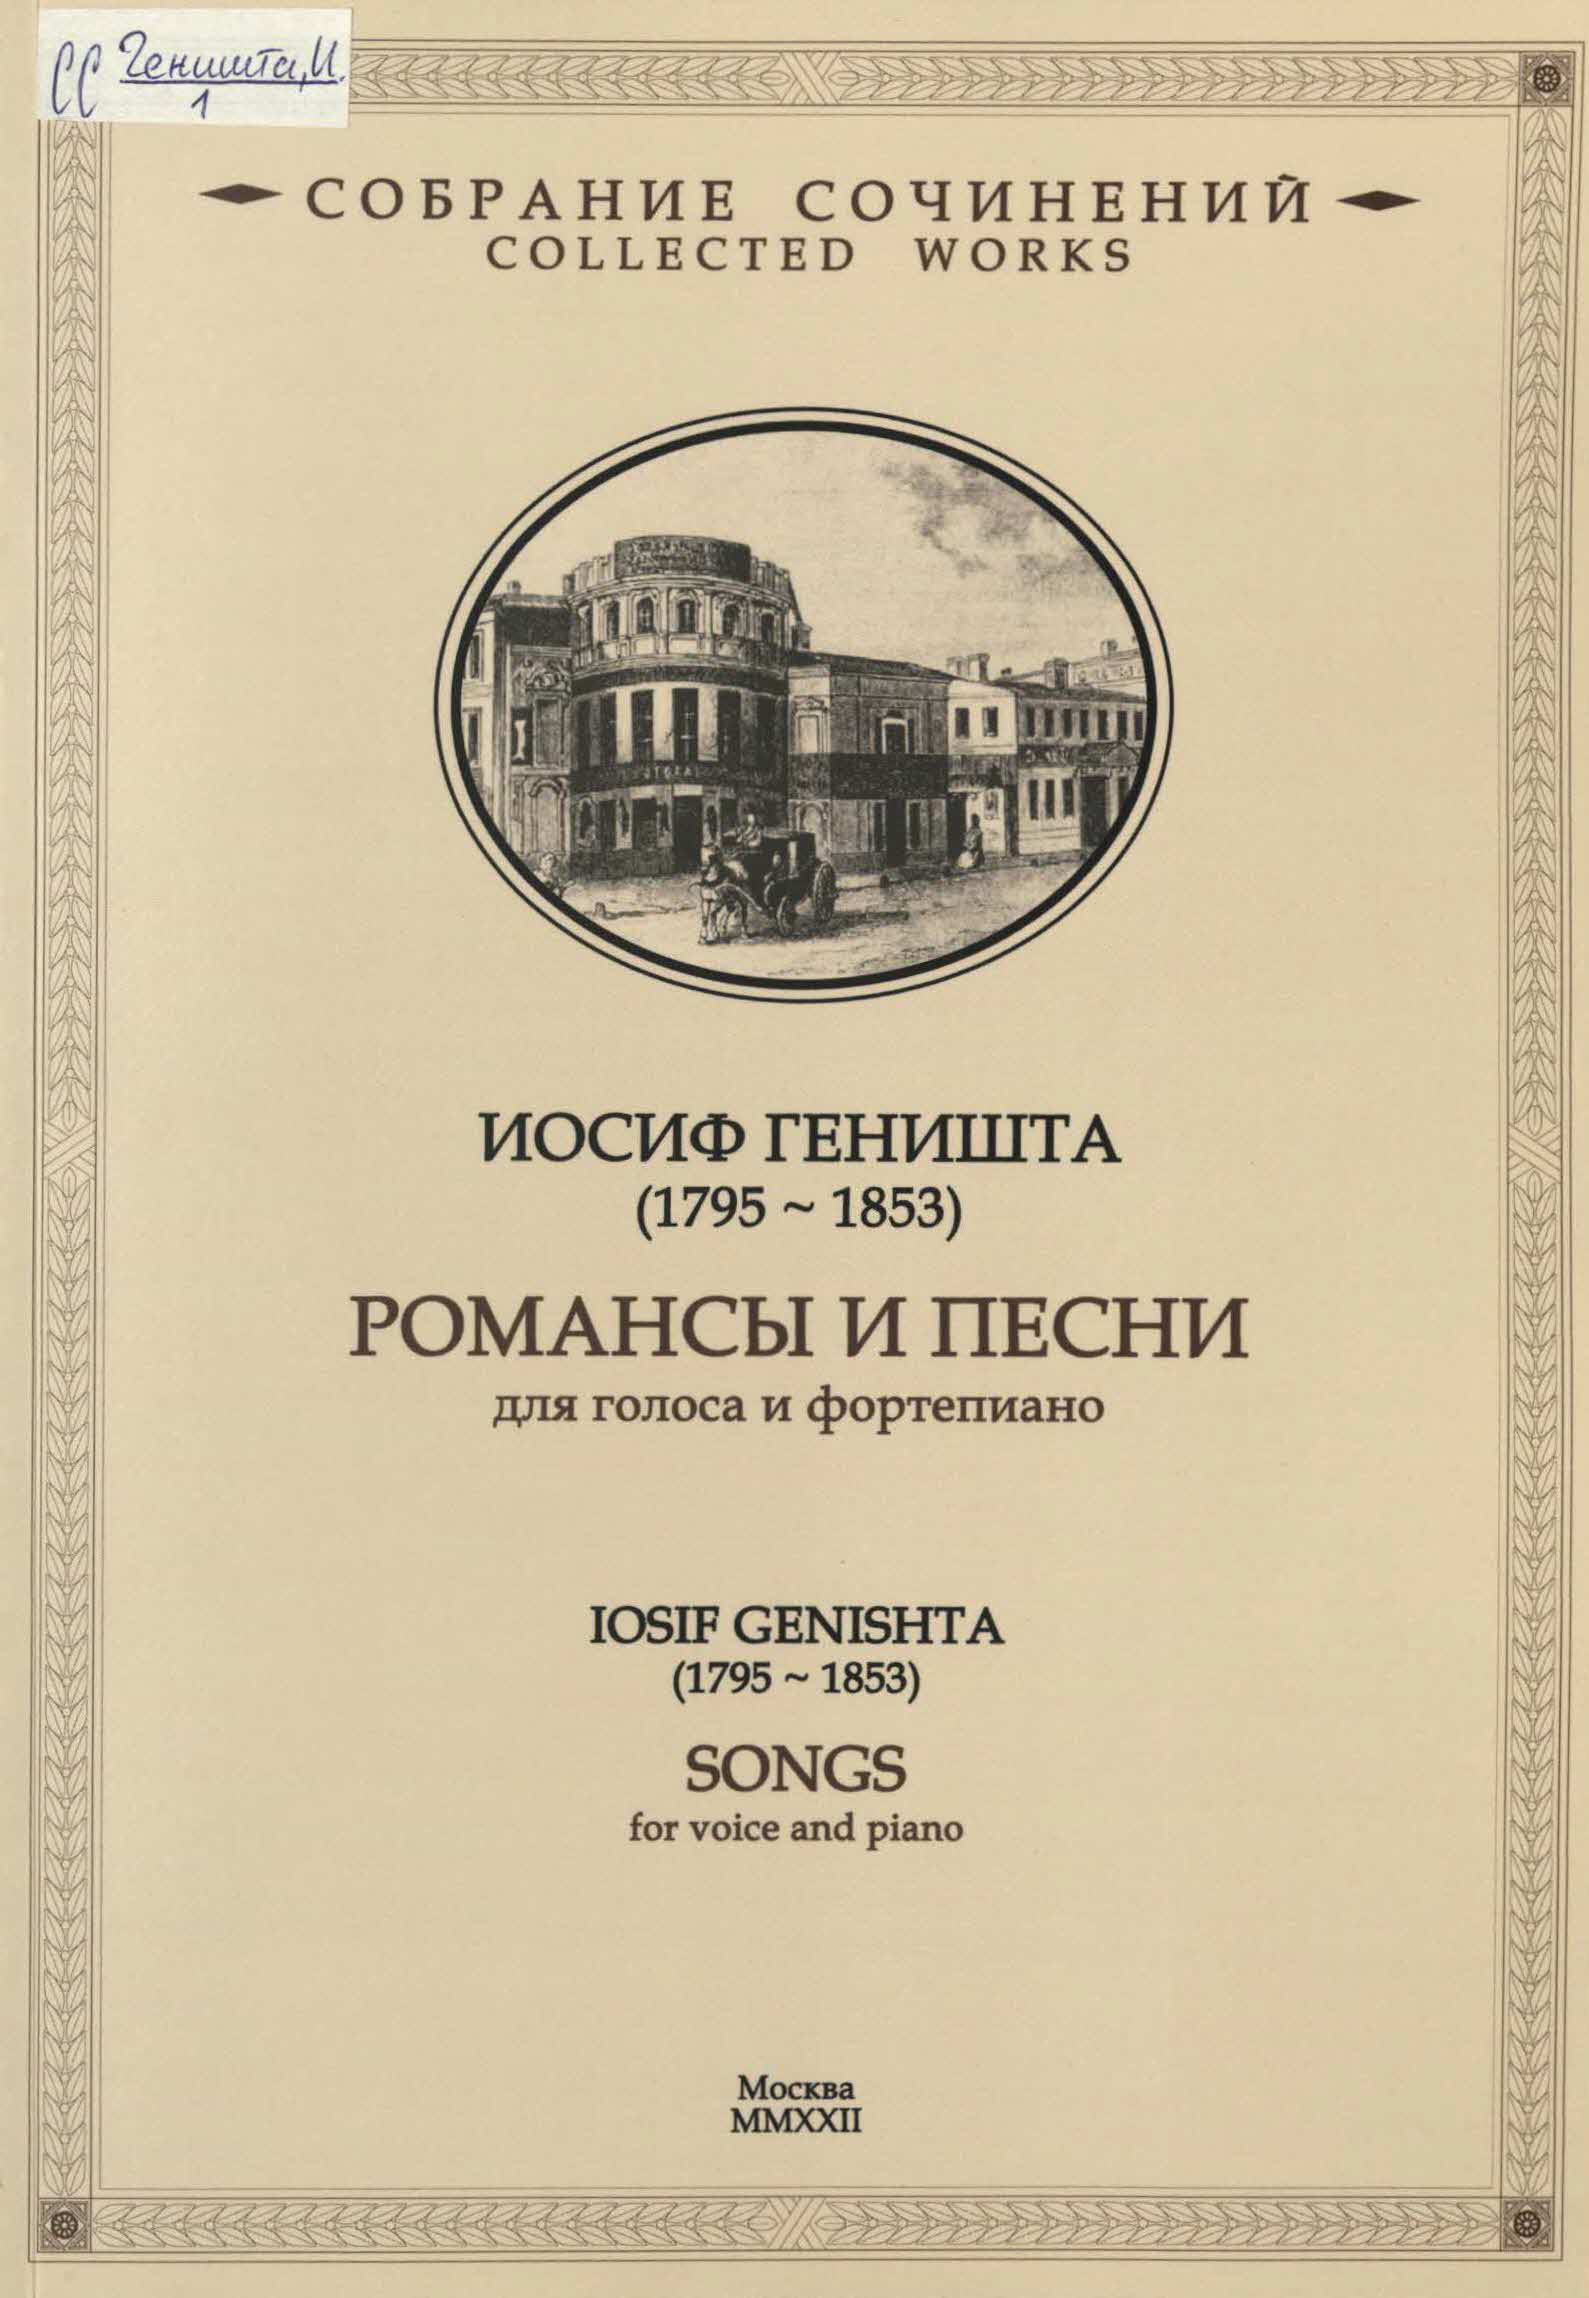 СС Геништа, И.
1
СОБРАНИЕ СОЧИНЕНИЙ
COLLECTED WORKS
ИОСИФ ГЕНИШТА
(1795 ~ 1853)
РОМАНСЫ И ПЕСНИ
для голоса и фортепиано
IOSIF GENISHTA
(1795 ~ 1853)
SONGS
for voice and piano
Москва
MMXXII